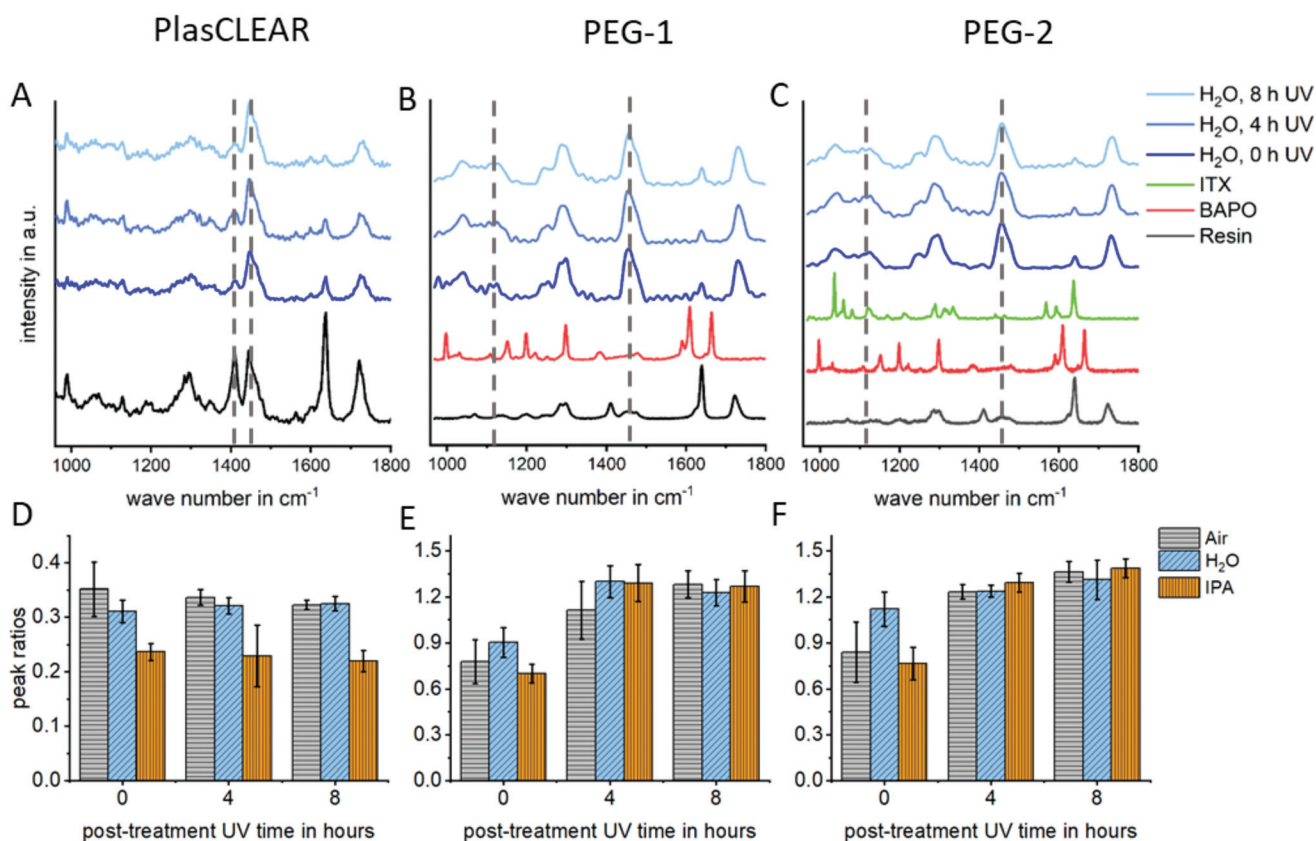 PlasCLEAR PEG-1 PEG-2
A B C
H₂O, 8 h UV
H₂O, 4 h UV
H₂O, 0 h UV
ITX
BAPO
Resin
intensity in a.u.
1000 1200 1400 1600 1800 1000 1200 1400 1600 1800 1000 1200 1400 1600 1800
wave number in cm⁻¹ wave number in cm⁻¹ wave number in cm⁻¹
D E F
Air
H₂O
IPA
peak ratios
0.4
0.3
0.2
0.1
0.0
1.5
1.2
0.9
0.6
0.3
0.0
1.5
1.2
0.9
0.6
0.3
0.0
0 4 8 0 4 8 0 4 8
post-treatment UV time in hours post-treatment UV time in hours post-treatment UV time in hours